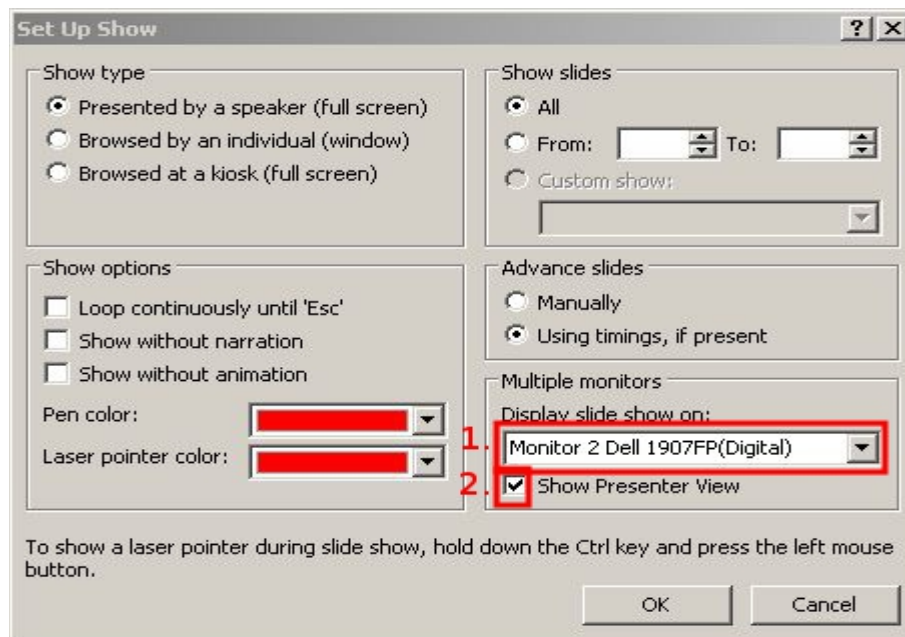 Set Up Show
Show type
Presented by a speaker (full screen)
Browsed by an individual (window)
Browsed at a kiosk (full screen)
Show slides
All
From: To:
Custom show:
Show options
Loop continuously until 'Esc'
Show without narration
Show without animation
Pen color:
Laser pointer color:
Advance slides
Manually
Using timings, if present
Multiple monitors
Display slide show on:
1. Monitor 2 Dell 1907FP(Digital)
2. Show Presenter View
To show a laser pointer during slide show, hold down the Ctrl key and press the left mouse
button.
OK Cancel